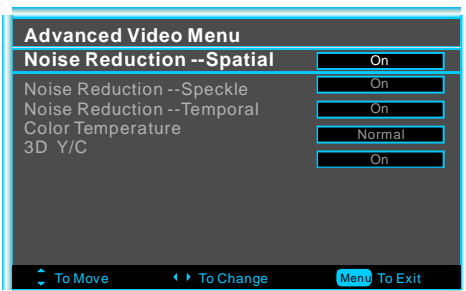 Advanced Video Menu
Noise Reduction --Spatial On
Noise Reduction --Speckle On
Noise Reduction --Temporal On
Color Temperature Normal
3D Y/C On
To Move To Change Menu To Exit